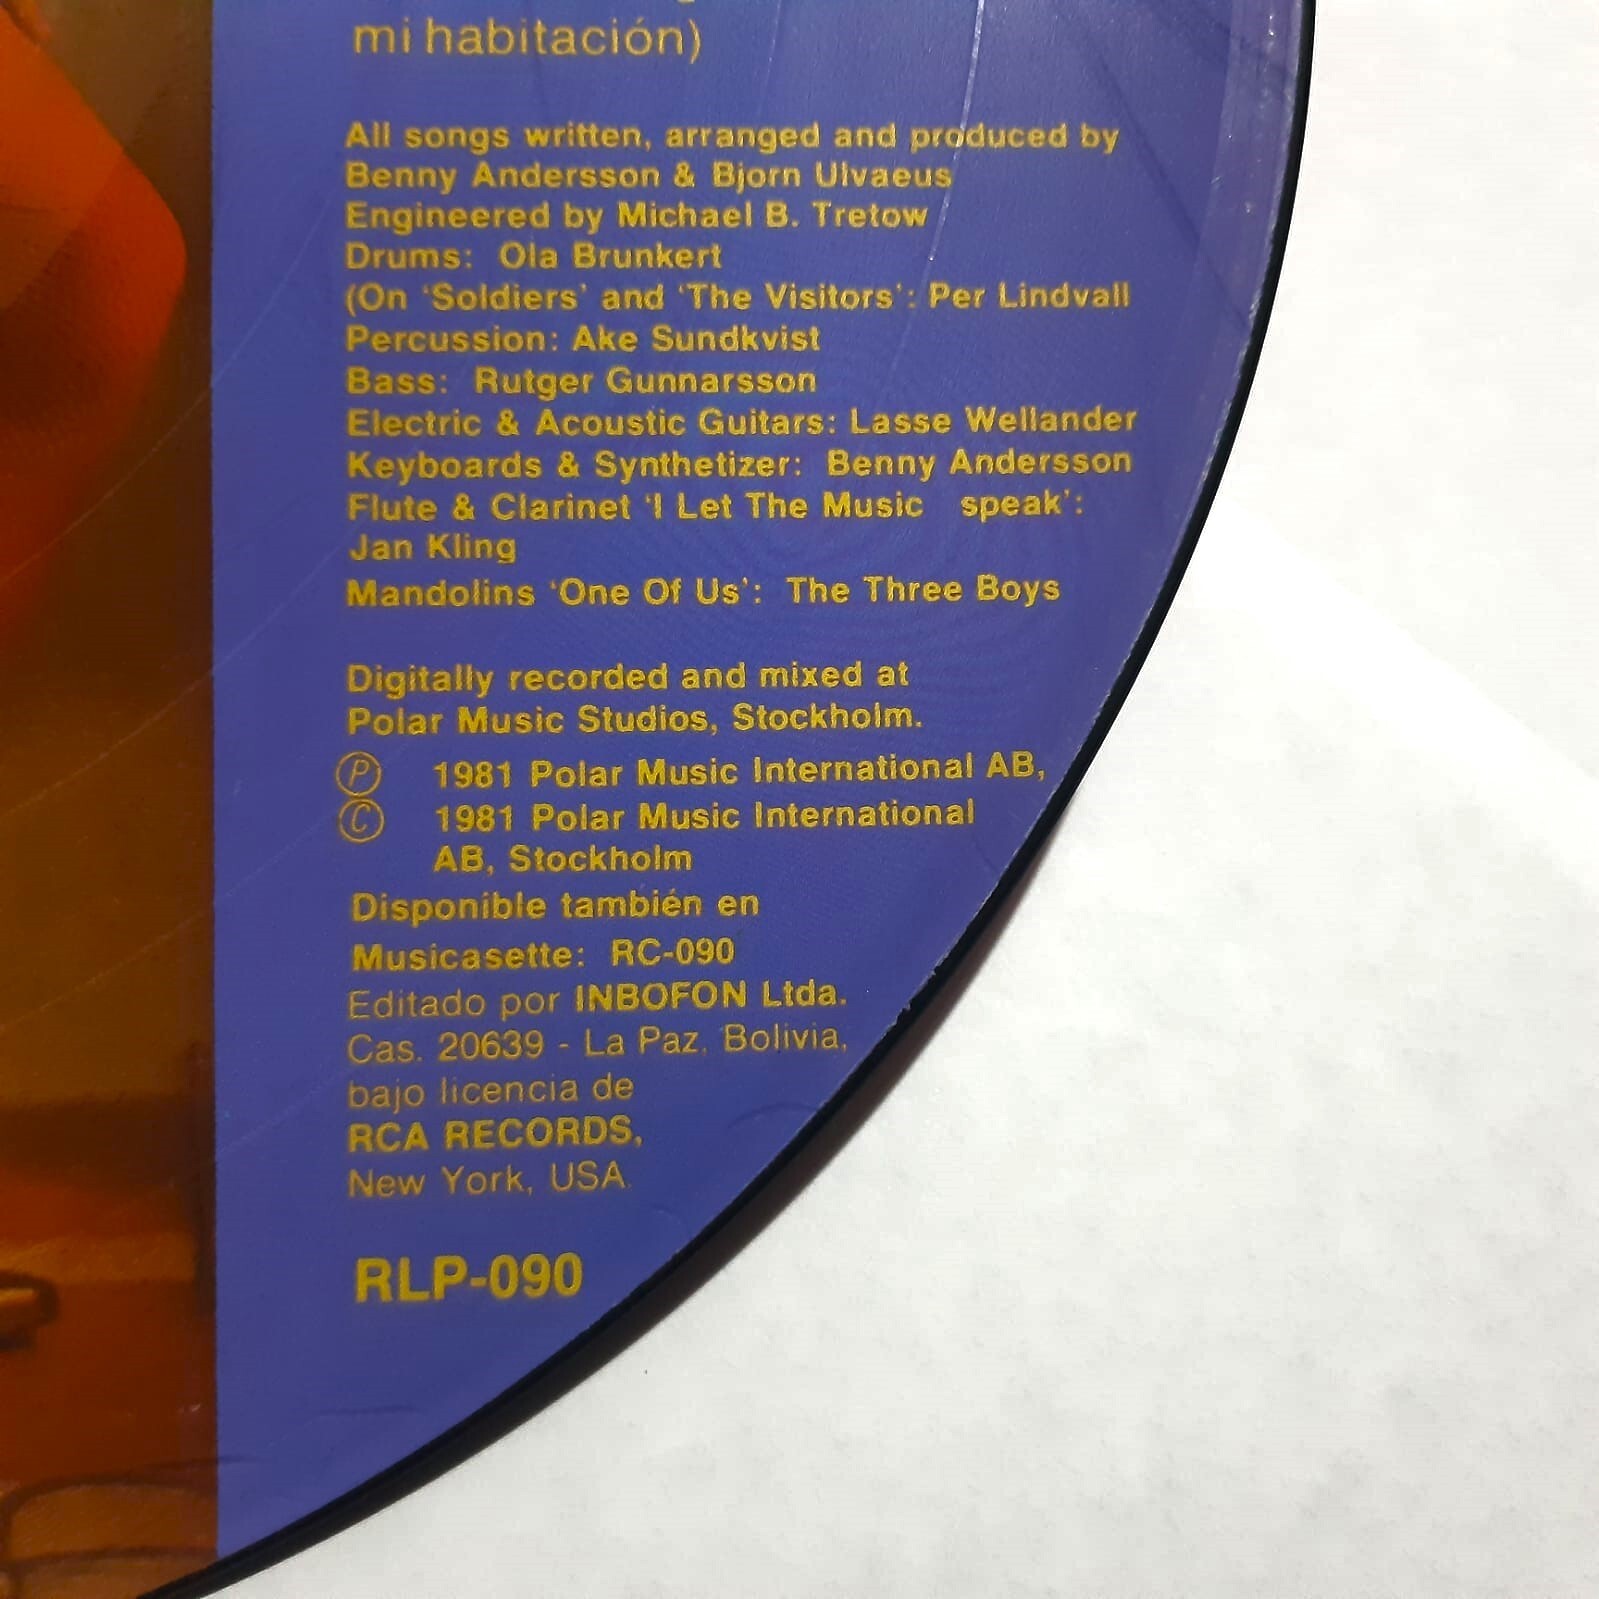 mi habitación)
All songs written, arranged and produced by
Benny Andersson & Bjorn Ulvaeus
Engineered by Michael B. Tretow
Drums: Ola Brunkert
(On 'Soldiers' and 'The Visitors': Per Lindvall
Percussion: Ake Sundkvist
Bass: Rutger Gunnarsson
Electric & Acoustic Guitars: Lasse Wellander
Keyboards & Synthetizer: Benny Andersson
Flute & Clarinet 'I Let The Music speak':
Jan Kling
Mandolins 'One Of Us': The Three Boys
Digitally recorded and mixed at
Polar Music Studios, Stockholm.
Ⓟ 1981 Polar Music International AB,
© 1981 Polar Music International
AB, Stockholm
Disponible también en
Musicasette: RC-090
Editado por INBOFON Ltda.
Cas. 20639 - La Paz, Bolivia,
bajo licencia de
RCA RECORDS,
New York, USA.
RLP-090